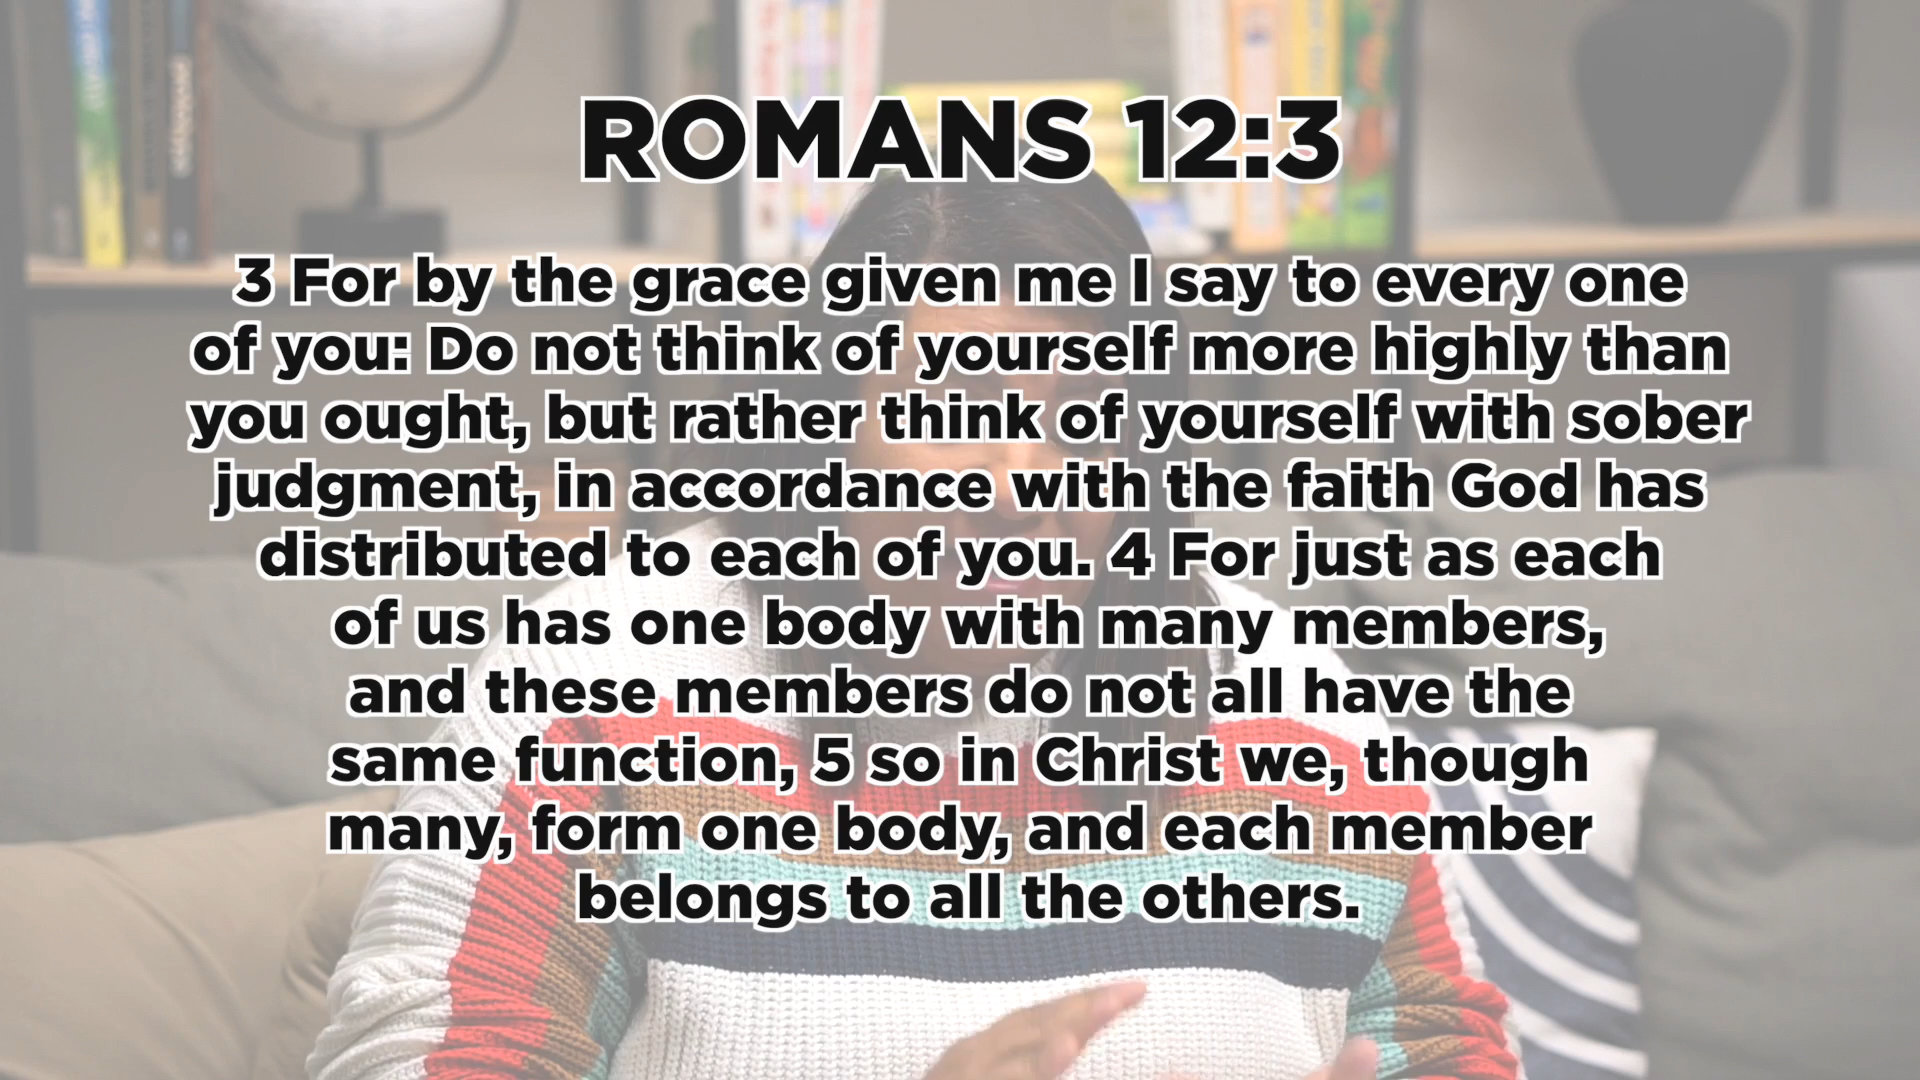 ROMANS 12:3
3 For by the grace given me I say to every one
of you: Do not think of yourself more highly than
you ought, but rather think of yourself with sober
judgment, in accordance with the faith God has
distributed to each of you. 4 For just as each
of us has one body with many members,
and these members do not all have the
same function, 5 so in Christ we, though
many, form one body, and each member
belongs to all the others.